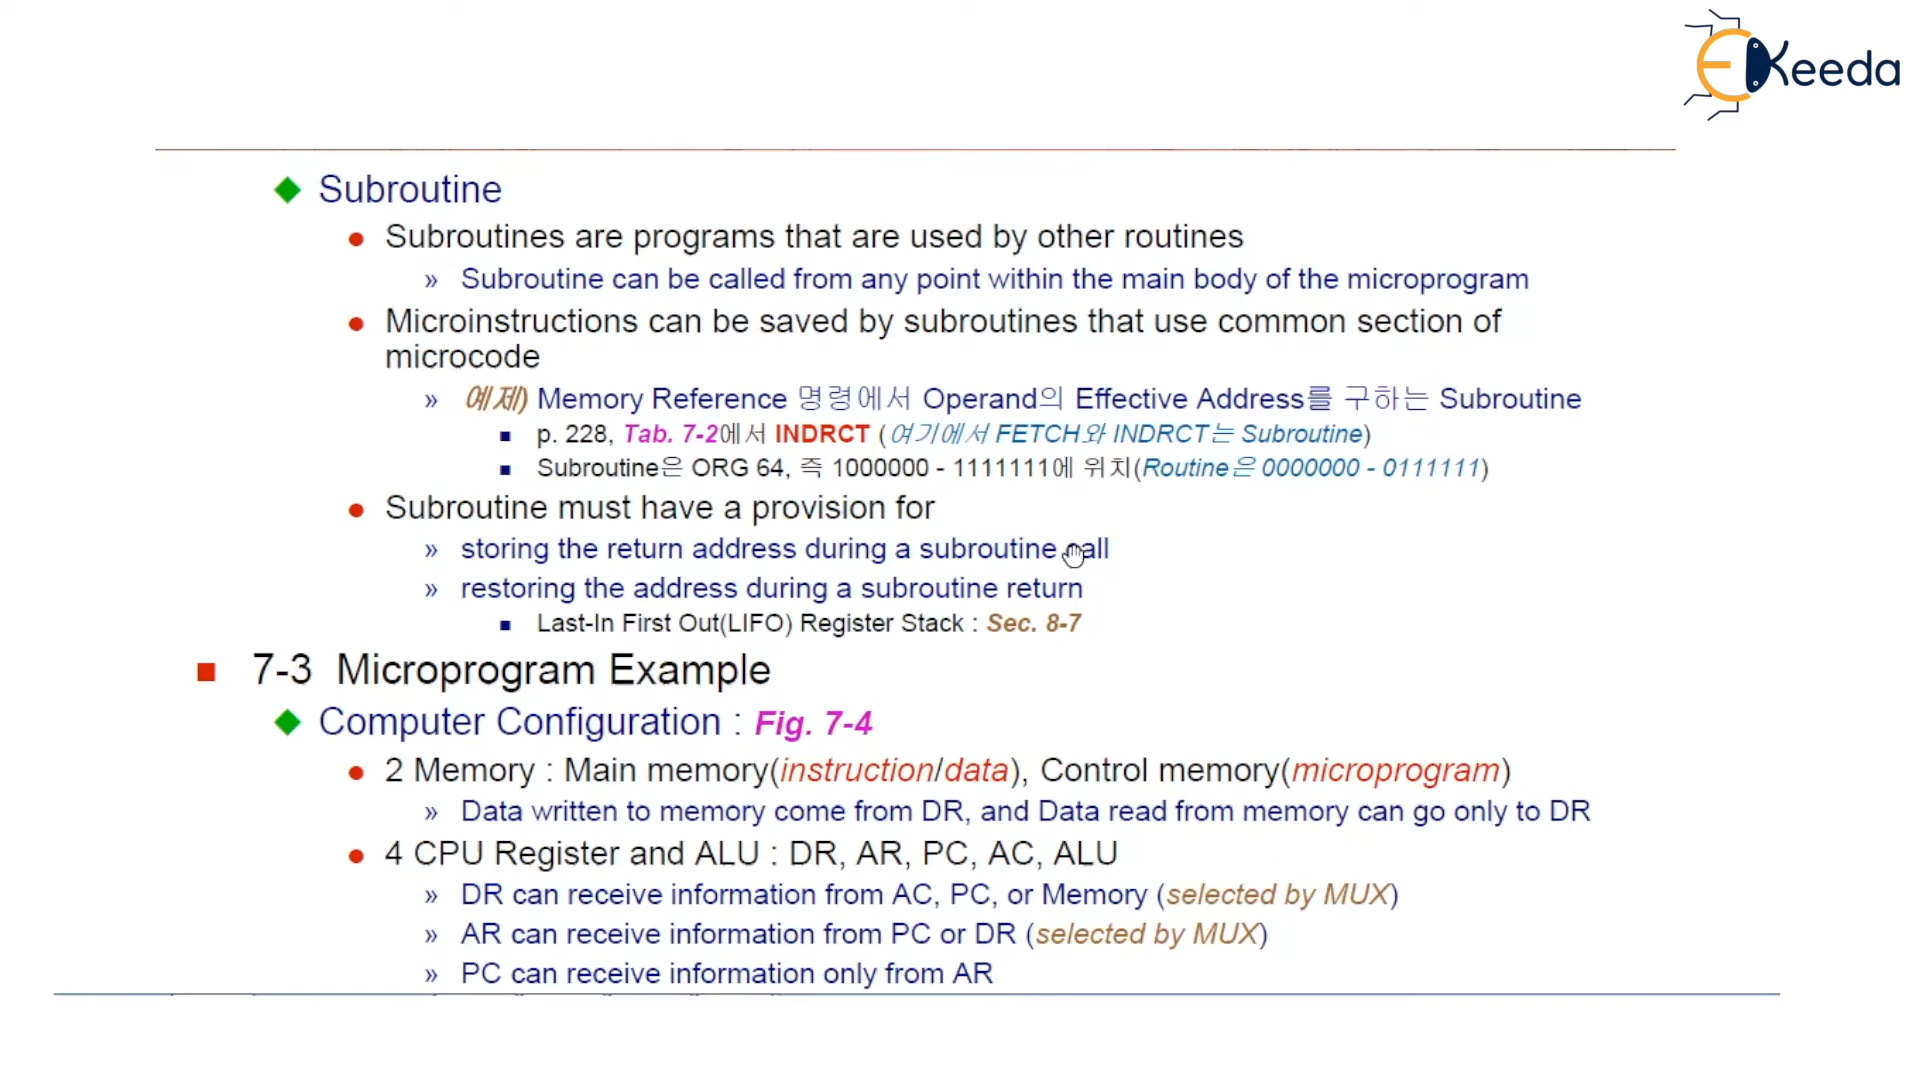 EKeeda
Subroutine
Subroutines are programs that are used by other routines
» Subroutine can be called from any point within the main body of the microprogram
Microinstructions can be saved by subroutines that use common section of
microcode
» 예제) Memory Reference 명령에서 Operand의 Effective Address를 구하는 Subroutine
p. 228, Tab. 7-2에서 INDRCT (여기에서 FETCH와 INDRCT는 Subroutine)
Subroutine은 ORG 64, 즉 1000000 - 1111111에 위치(Routine은 0000000 - 0111111)
Subroutine must have a provision for
» storing the return address during a subroutine call
» restoring the address during a subroutine return
Last-In First Out(LIFO) Register Stack : Sec. 8-7
7-3 Microprogram Example
Computer Configuration : Fig. 7-4
2 Memory : Main memory(instruction/data), Control memory(microprogram)
» Data written to memory come from DR, and Data read from memory can go only to DR
4 CPU Register and ALU : DR, AR, PC, AC, ALU
» DR can receive information from AC, PC, or Memory (selected by MUX)
» AR can receive information from PC or DR (selected by MUX)
» PC can receive information only from AR